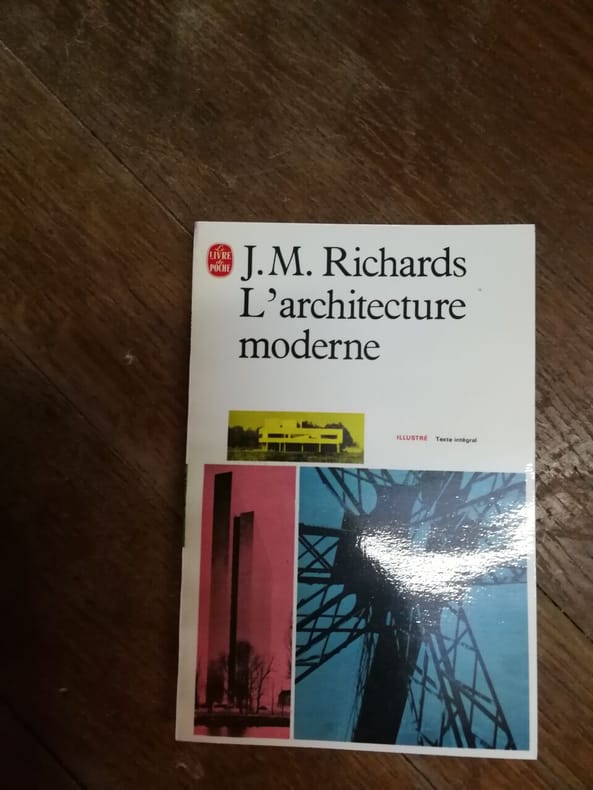 Le
LIVRE
de
POCHE
J.M. Richards
L'architecture
moderne
ILLUSTRÉ Texte intégral